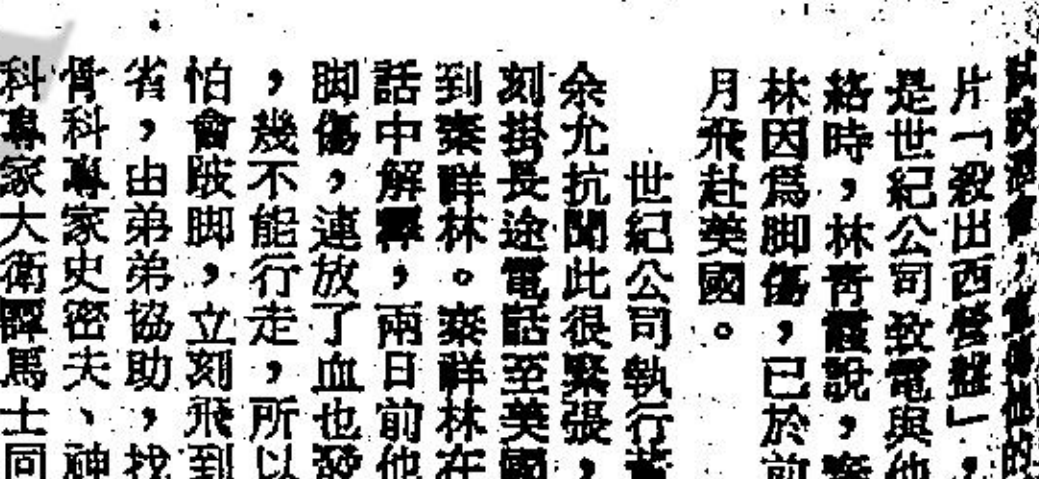 片「殺出西營盤」，
是世紀公司致電與他
絡時，林青霞說，秦
林因為脚傷，已於前
月飛赴美國。
世紀公司執行董
余允抗聞此很緊張，
刻掛長途電話至美國
到秦祥林。秦祥林在
話中解釋，兩日前他
脚傷，連放了血也發
，幾不能行走，所以
怕會跛脚，立刻飛到
省，由弟弟協助，找
骨科專家史密夫、神
科專家大衛譚馬士同